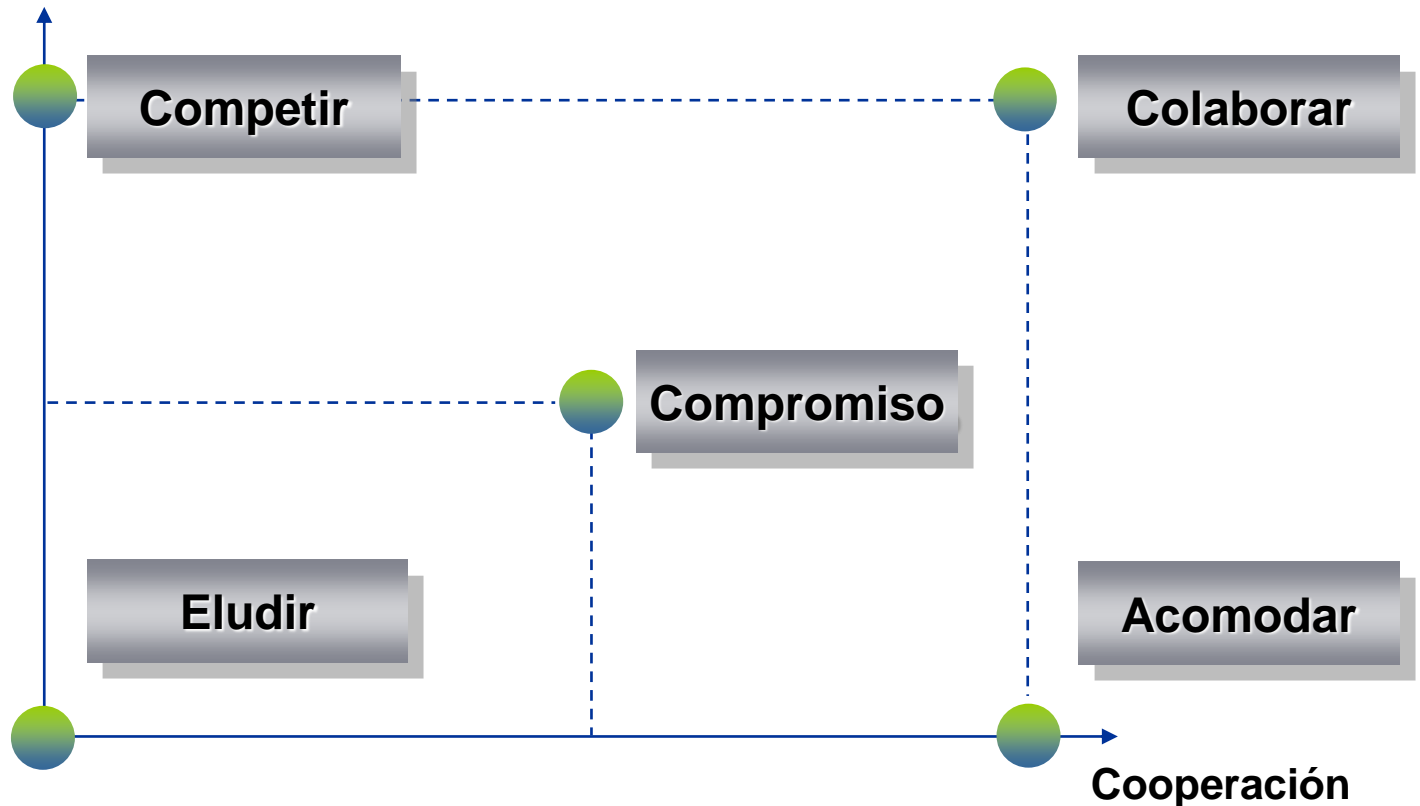 Competir
Colaborar
Compromiso
Eludir
Acomodar
Cooperación